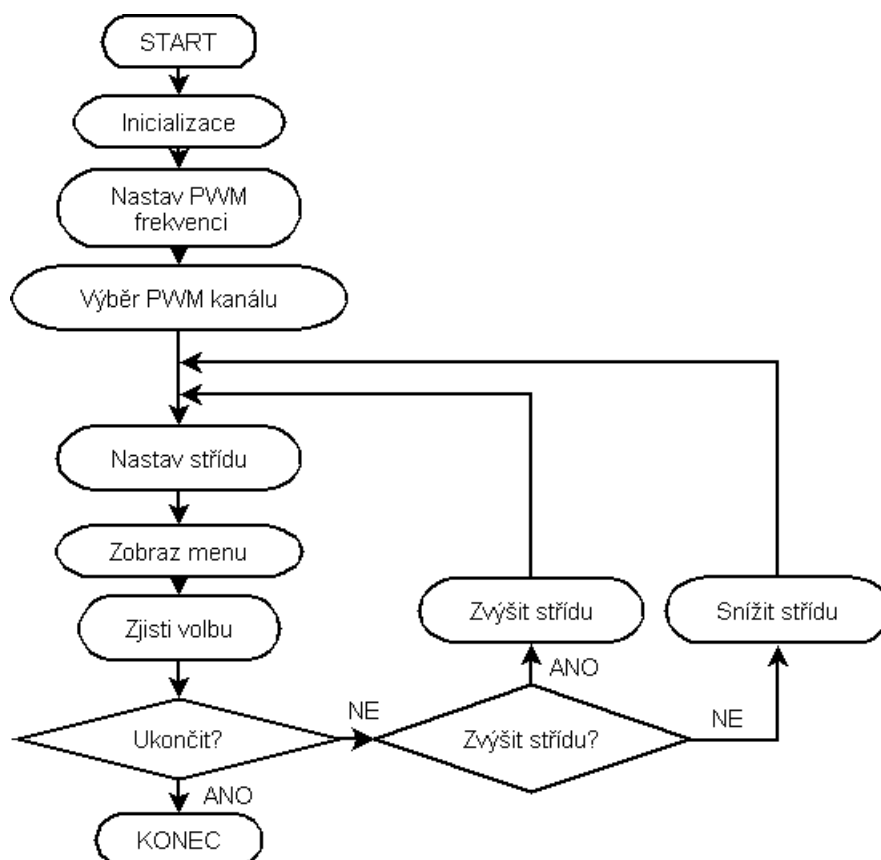 START
Inicializace
Nastav PWM
frekvenci
Výběr PWM kanálu
Nastav střídu
Zobraz menu
Zjisti volbu
Zvýšit střídu
Snížit střídu
ANO
NE
NE
Ukončit?
Zvýšit střídu?
ANO
KONEC